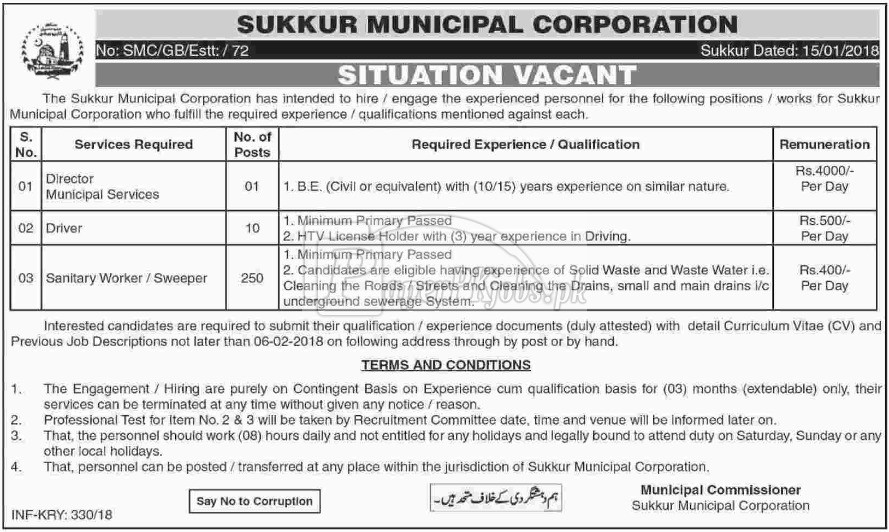 SUKKUR MUNICIPAL CORPORATION
No: SMC/GB/Estt: / 72 Sukkur Dated: 15/01/2018
SITUATION VACANT
The Sukkur Municipal Corporation has intended to hire / engage the experienced personnel for the following positions / works for Sukkur
Municipal Corporation who fulfill the required experience / qualifications mentioned against each.
S. No. Services Required No. of Posts Required Experience / Qualification Remuneration
01 Director Municipal Services 01 1. B.E. (Civil or equivalent) with (10/15) years experience on similar nature. Rs.4000/- Per Day
02 Driver 10 1. Minimum Primary Passed
2. HTV License Holder with (3) year experience in Driving. Rs.500/- Per Day
03 Sanitary Worker / Sweeper 250 1. Minimum Primary Passed
2. Candidates are eligible having experience of Solid Waste and Waste Water i.e.
Cleaning the Roads / Streets and Cleaning the Drains, small and main drains i/c
underground sewerage System. Rs.400/- Per Day
Interested candidates are required to submit their qualification / experience documents (duly attested) with detail Curriculum Vitae (CV) and
Previous Job Descriptions not later than 06-02-2018 on following address through by post or by hand.
TERMS AND CONDITIONS
1. The Engagement / Hiring are purely on Contingent Basis on Experience cum qualification basis for (03) months (extendable) only, their
services can be terminated at any time without given any notice / reason.
2. Professional Test for item No. 2 & 3 will be taken by Recruitment Committee date, time and venue will be informed later on.
3. That, the personnel should work (08) hours daily and not entitled for any holidays and legally bound to attend duty on Saturday, Sunday or any
other local holidays.
4. That, personnel can be posted / transferred at any place within the jurisdiction of Sukkur Municipal Corporation.
Say No to Corruption
ہم دہشتگردی کے خلاف متحد ہیں۔
Municipal Commissioner
Sukkur Municipal Corporation
INF-KRY: 330/18